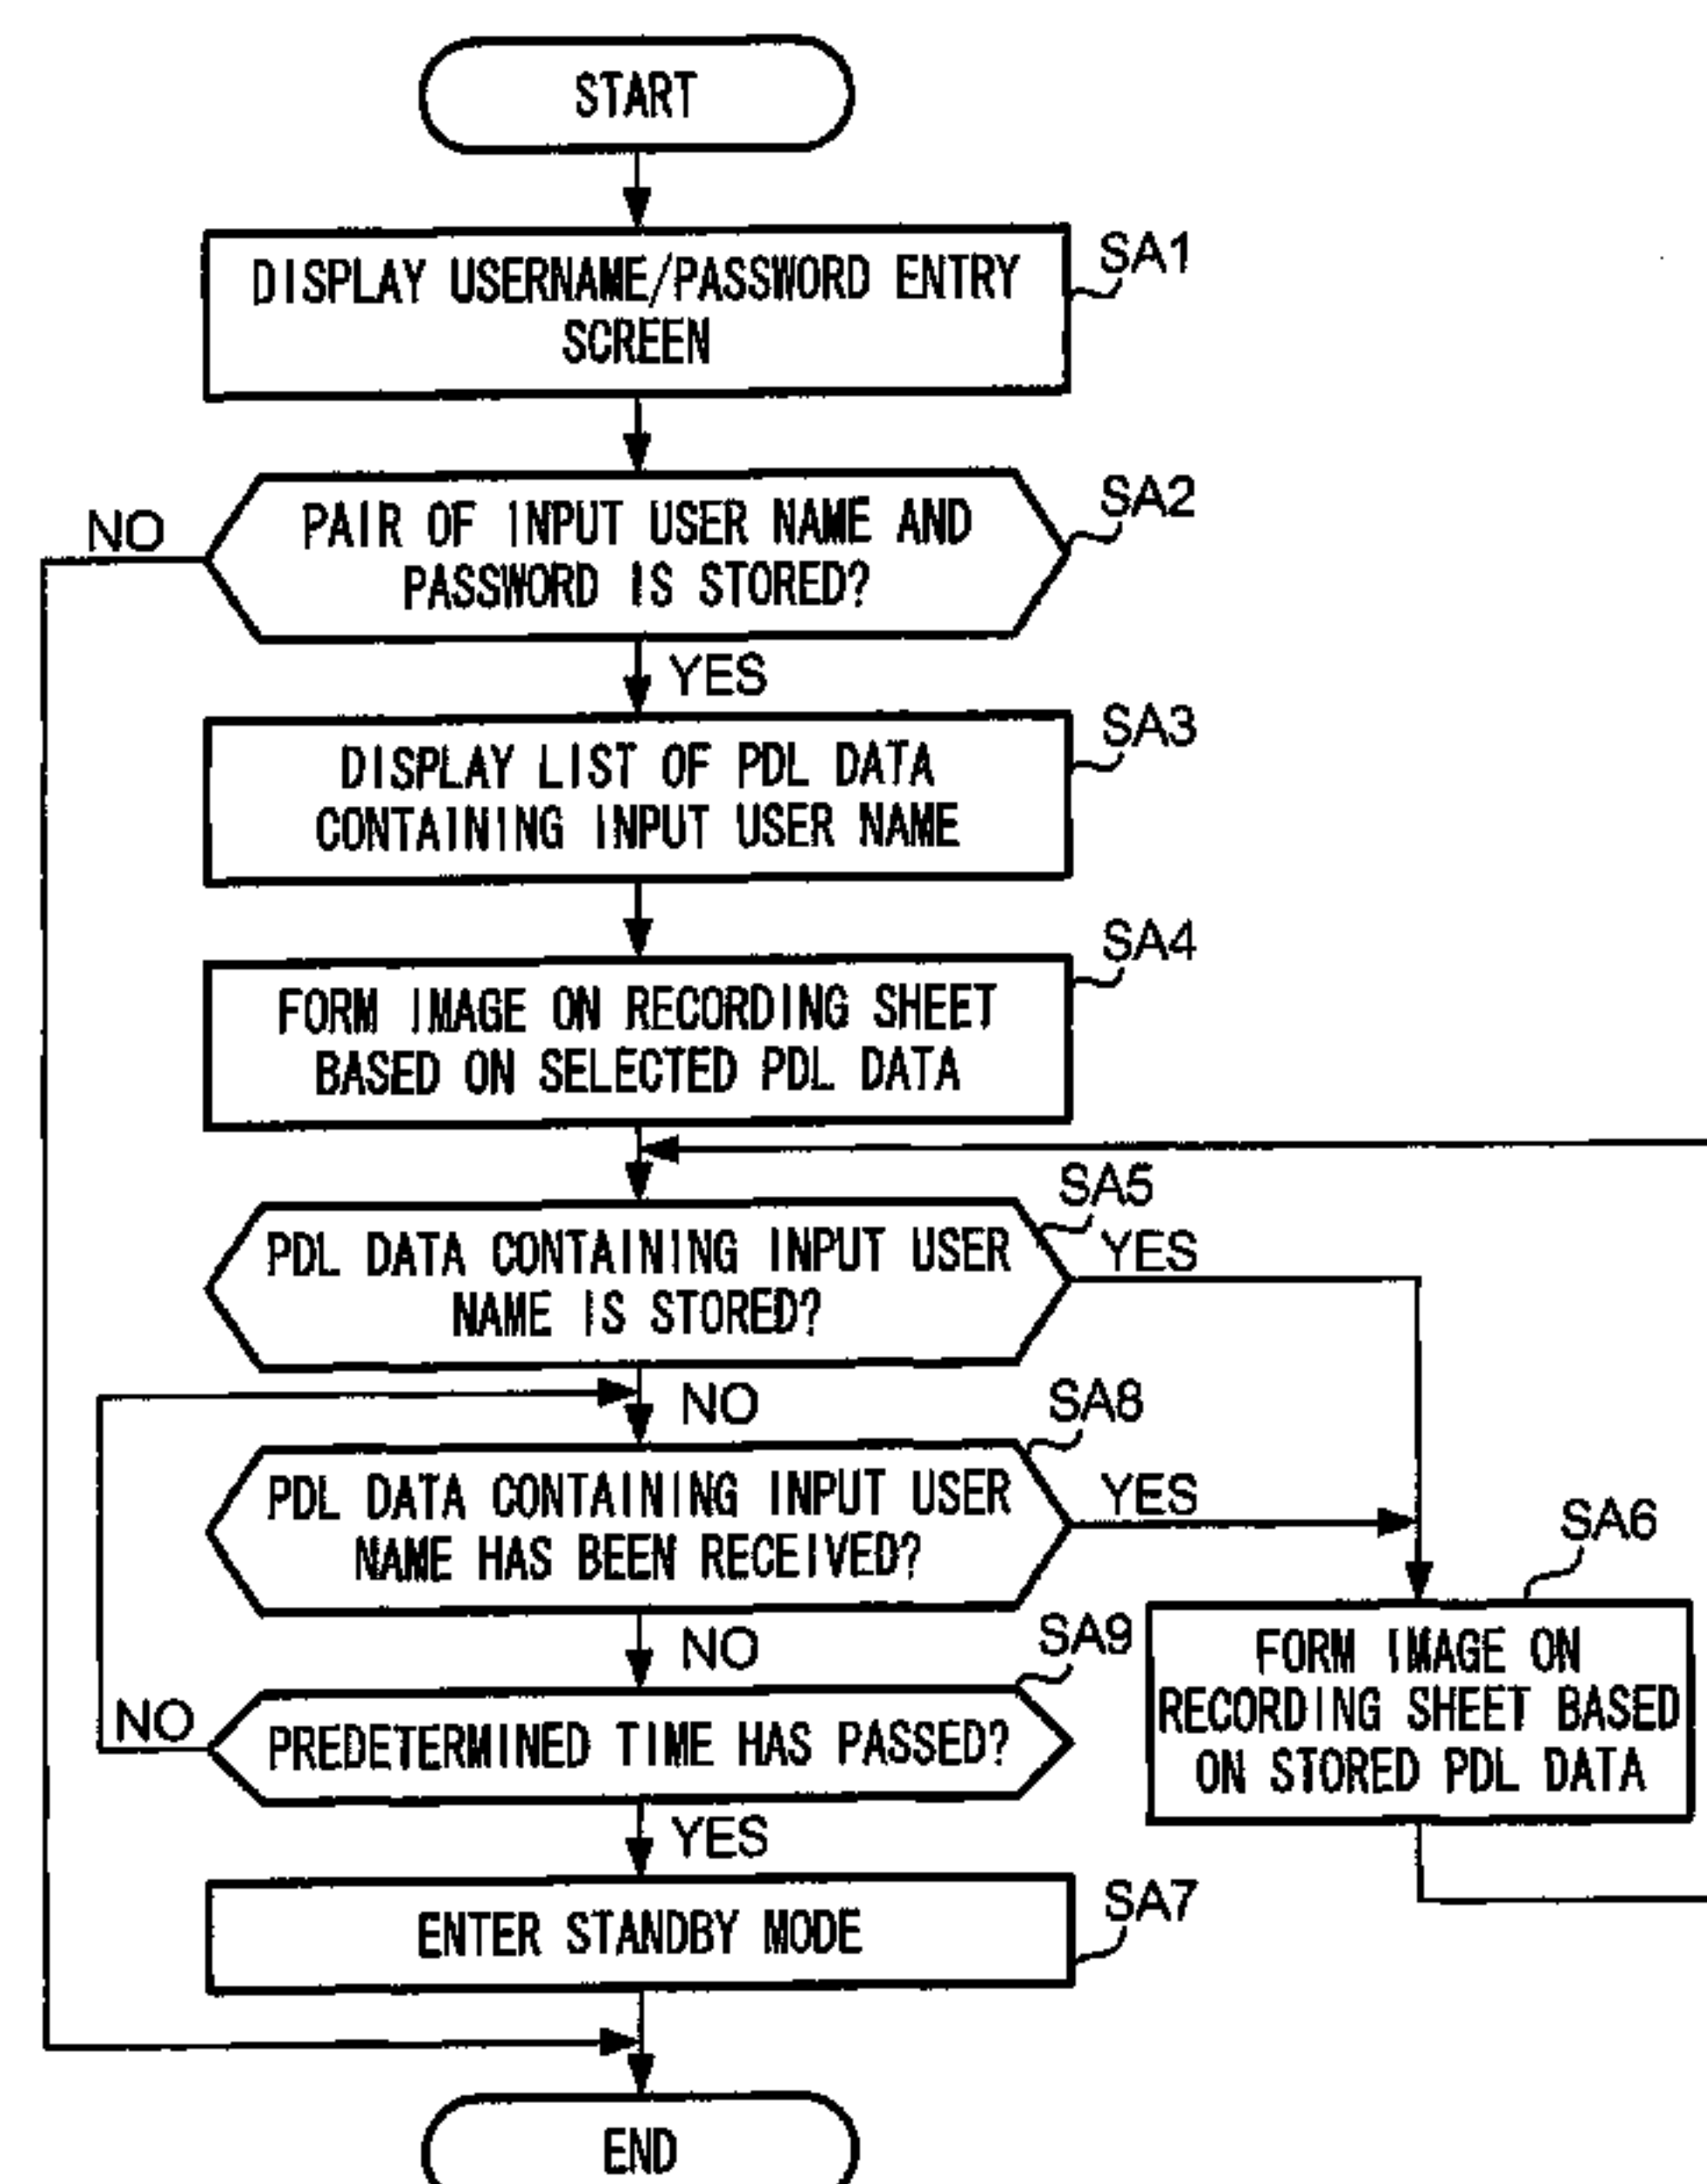 START
SA1
DISPLAY USERNAME/PASSWORD ENTRY
SCREEN
SA2
NO
PAIR OF INPUT USER NAME AND
PASSWORD IS STORED?
YES
SA3
DISPLAY LIST OF PDL DATA
CONTAINING INPUT USER NAME
SA4
FORM IMAGE ON RECORDING SHEET
BASED ON SELECTED PDL DATA
SA5
PDL DATA CONTAINING INPUT USER
NAME IS STORED?
YES
NO
SA8
PDL DATA CONTAINING INPUT USER
NAME HAS BEEN RECEIVED?
YES
SA6
FORM IMAGE ON
RECORDING SHEET BASED
ON STORED PDL DATA
NO
SA9
NO
PREDETERMINED TIME HAS PASSED?
YES
SA7
ENTER STANDBY MODE
END